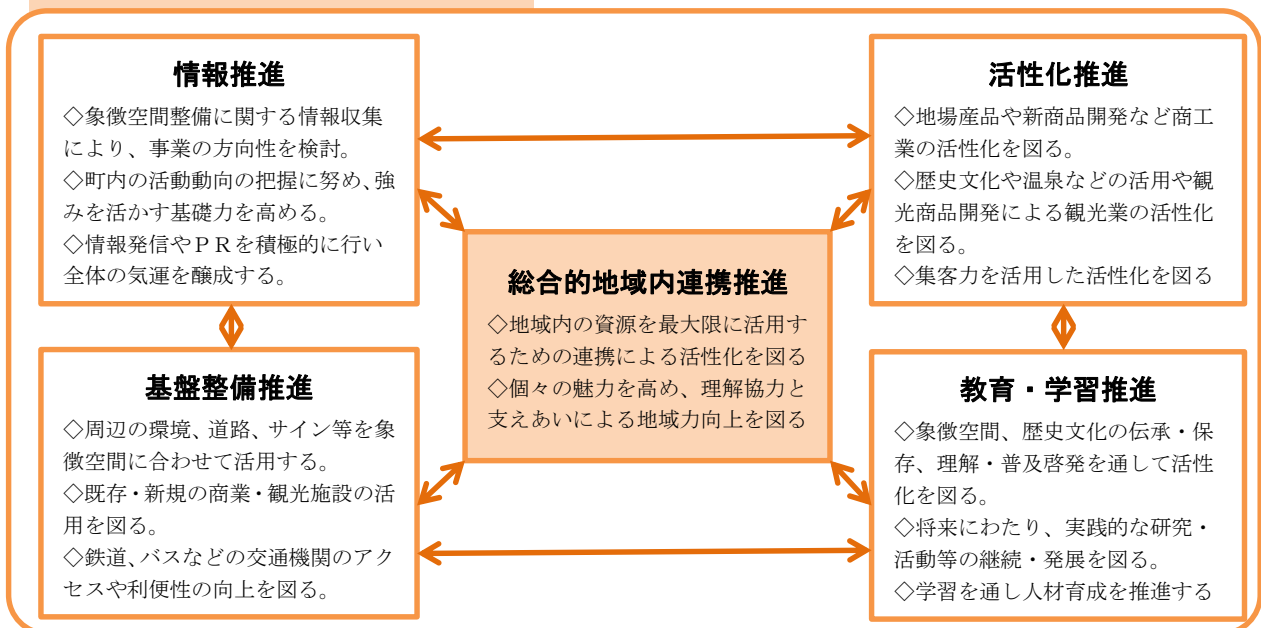 情報推進
◇象徴空間整備に関する情報収集
により、事業の方向性を検討。
◇町内の活動動向の把握に努め、強
みを活かす基礎力を高める。
◇情報発信やＰＲを積極的に行い
全体の気運を醸成する。
活性化推進
◇地場産品や新商品開発など商工
業の活性化を図る。
◇歴史文化や温泉などの活用や観
光商品開発による観光業の活性化
を図る。
◇集客力を活用した活性化を図る
総合的地域内連携推進
◇地域内の資源を最大限に活用す
るための連携による活性化を図る
◇個々の魅力を高め、理解協力と
支えあいによる地域力向上を図る
基盤整備推進
◇周辺の環境、道路、サイン等を象
徴空間に合わせて活用する。
◇既存・新規の商業・観光施設の活
用を図る。
◇鉄道、バスなどの交通機関のアク
セスや利便性の向上を図る。
教育・学習推進
◇象徴空間、歴史文化の伝承・保
存、理解・普及啓発を通して活性
化を図る。
◇将来にわたり、実践的な研究・
活動等の継続・発展を図る。
◇学習を通し人材育成を推進する